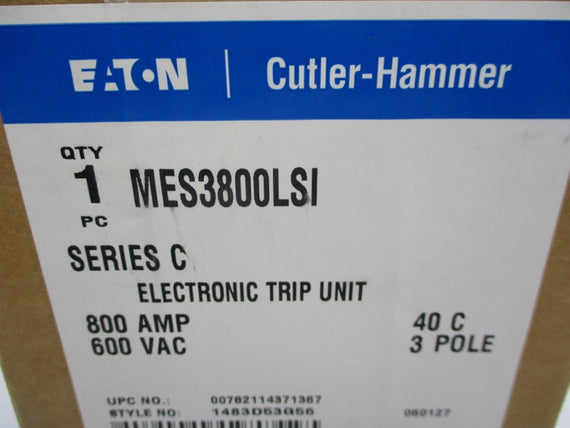 EATON | Cutler-Hammer
QTY
1 MES3800LSI
PC
SERIES C
ELECTRONIC TRIP UNIT
800 AMP 40 C
600 VAC 3 POLE
UPC NO.: 00782114371367
STYLE NO: 1483D53G56 060127